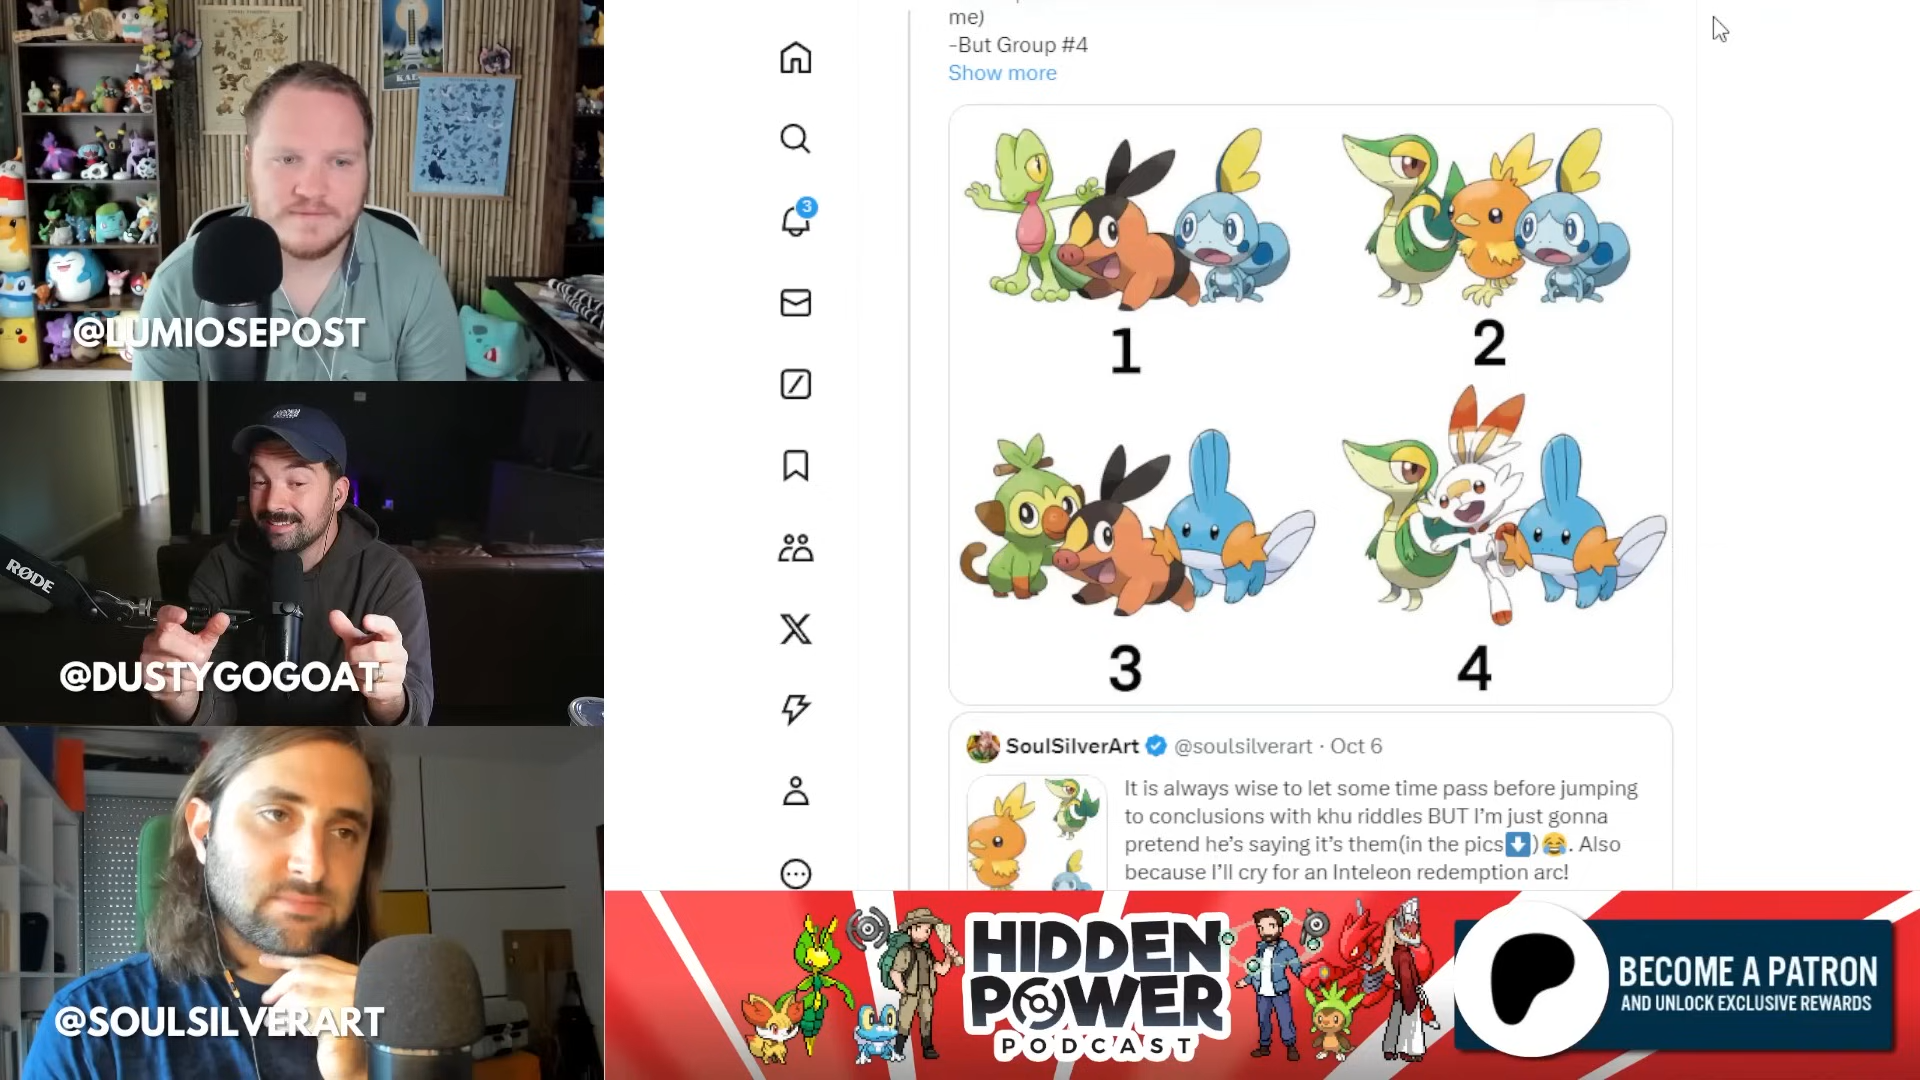 @LUMIOSEPOST
RØDE
@DUSTYGOGOAT
@SOULSILVERART
3
me)
-But Group #4
Show more
1
2
3
4
SoulSilverArt @soulsilverart · Oct 6
It is always wise to let some time pass before jumping
to conclusions with khu riddles BUT I'm just gonna
pretend he's saying it's them(in the pics⬇️)😂. Also
because I'll cry for an Inteleon redemption arc!
HIDDEN
POWER
PODCAST
BECOME A PATRON
AND UNLOCK EXCLUSIVE REWARDS